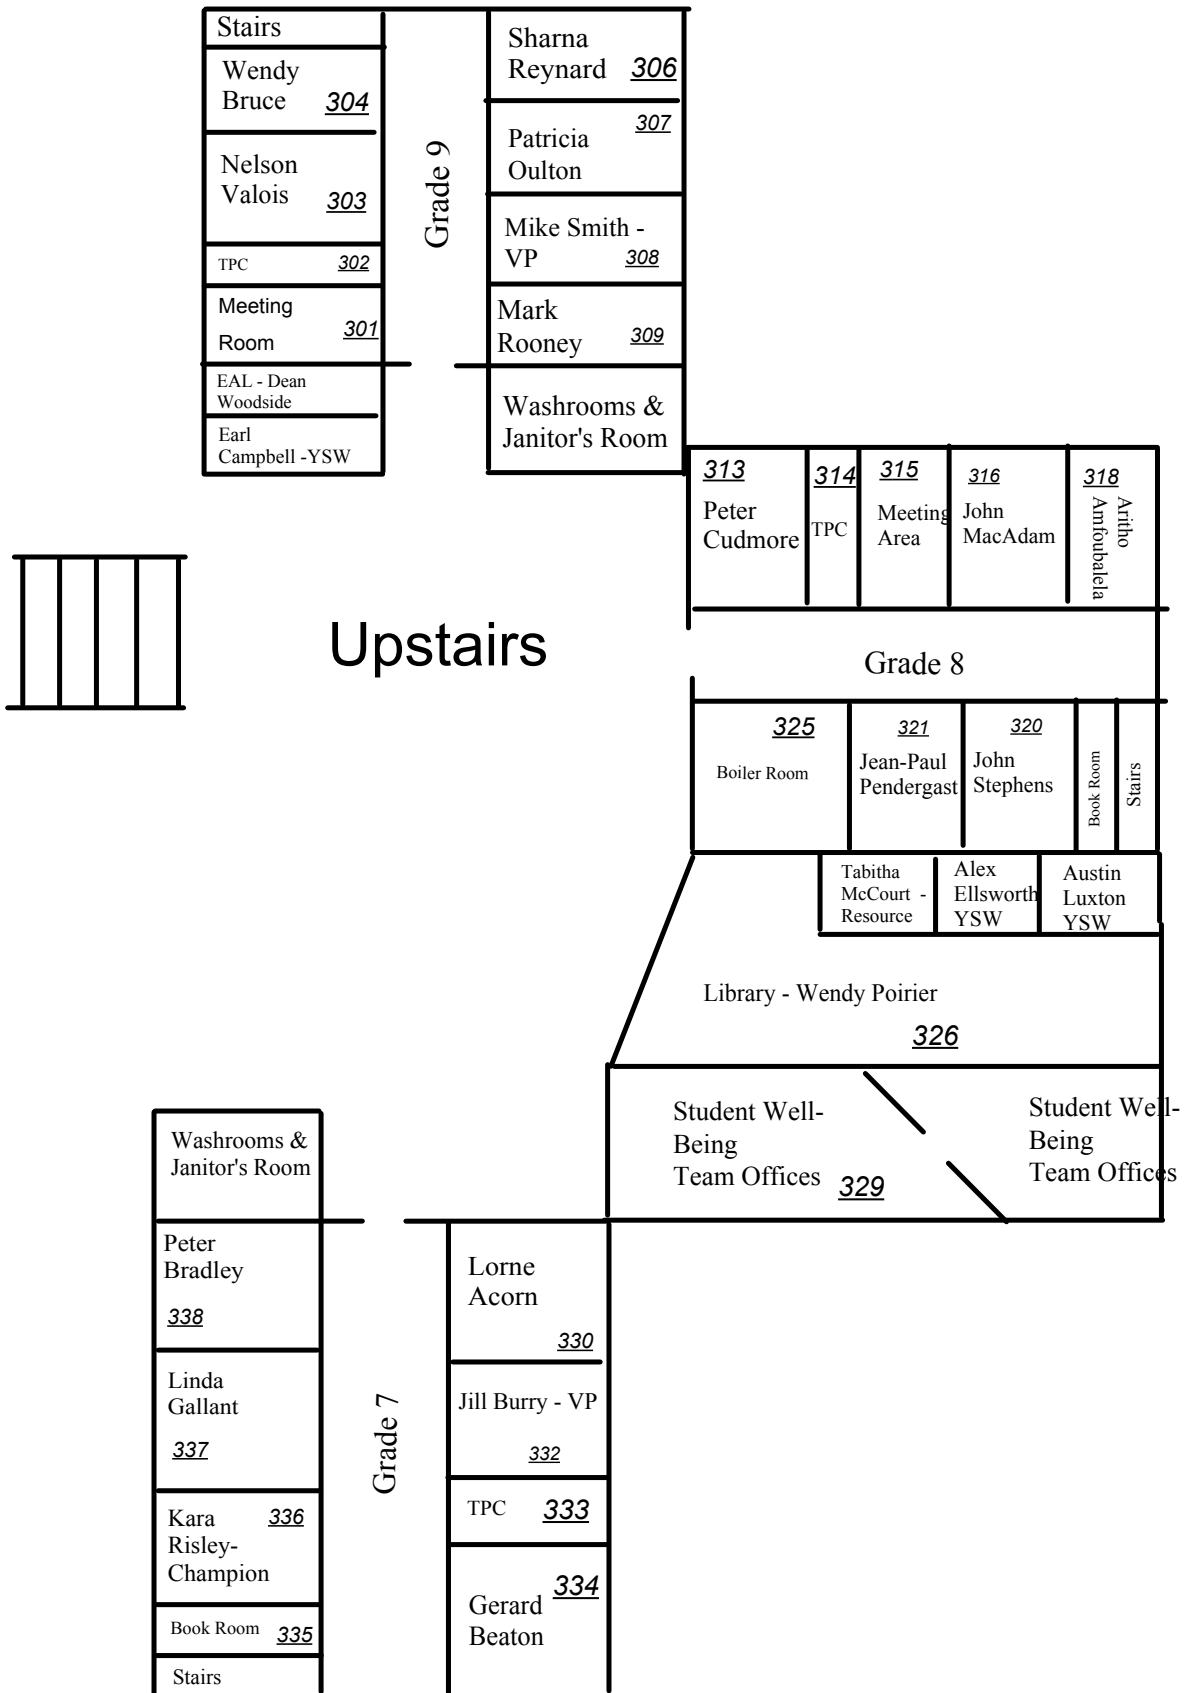 Stairs
Wendy
Bruce 304
Nelson
Valois 303
TPC 302
Meeting
Room 301
EAL - Dean
Woodside
Earl
Campbell -YSW
Grade 9
Sharna
Reynard 306
307
Patricia
Oulton
Mike Smith -
VP 308
Mark
Rooney 309
Washrooms &
Janitor's Room
313
Peter
Cudmore
314
TPC
315
Meeting
Area
316
John
MacAdam
318
Aritho
Amfoubalela
Upstairs
Grade 8
325
Boiler Room
321
Jean-Paul
Pendergast
320
John
Stephens
Book Room
Stairs
Tabitha
McCourt -
Resource
Alex
Ellsworth
YSW
Austin
Luxton
YSW
Library - Wendy Poirier
326
Student Well-
Being
Team Offices 329
Student Well-
Being
Team Offices
Washrooms &
Janitor's Room
Peter
Bradley
338
Linda
Gallant
337
Kara 336
Risley-
Champion
Book Room 335
Stairs
Grade 7
Lorne
Acorn
330
Jill Burry - VP
332
TPC 333
334
Gerard
Beaton